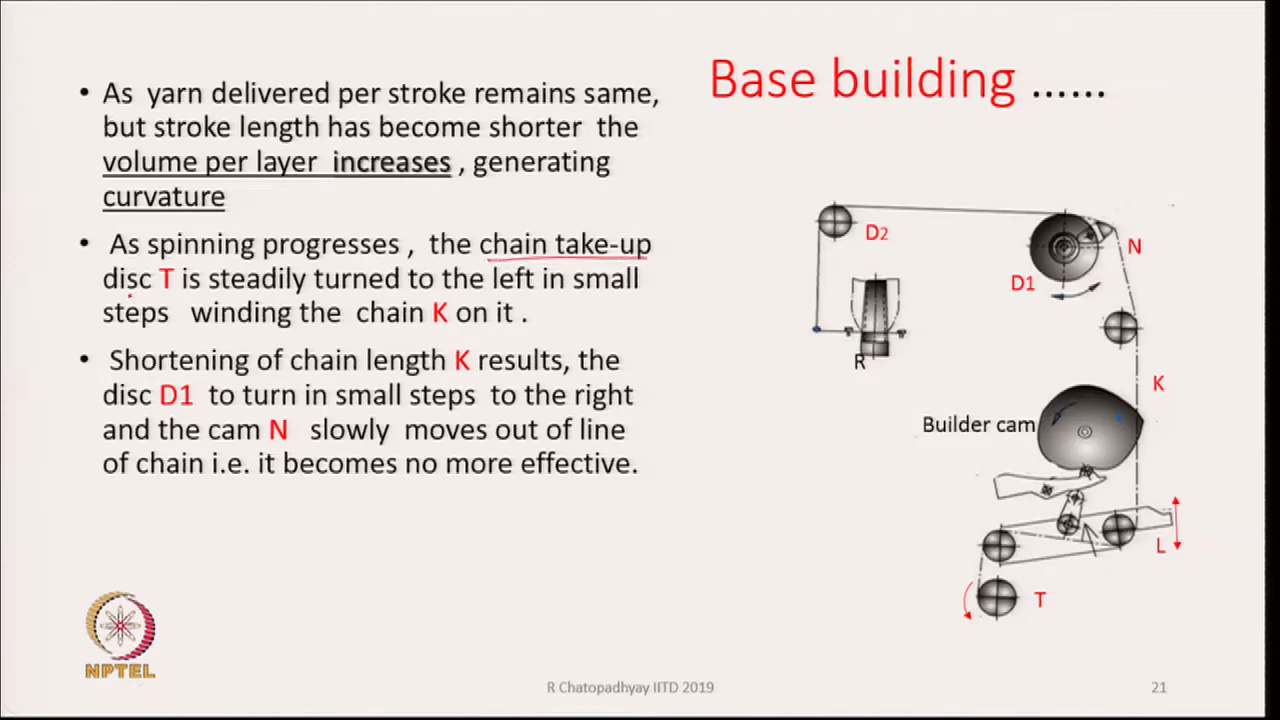 Base building ......
• As yarn delivered per stroke remains same,
but stroke length has become shorter the
volume per layer increases , generating
curvature
• As spinning progresses , the chain take-up
disc T is steadily turned to the left in small
steps winding the chain K on it .
• Shortening of chain length K results, the
disc D1 to turn in small steps to the right
and the cam N slowly moves out of line
of chain i.e. it becomes no more effective.
D2
N
D1
R
K
Builder cam
L
T
NPTEL
R Chatopadhyay IITD 2019
21